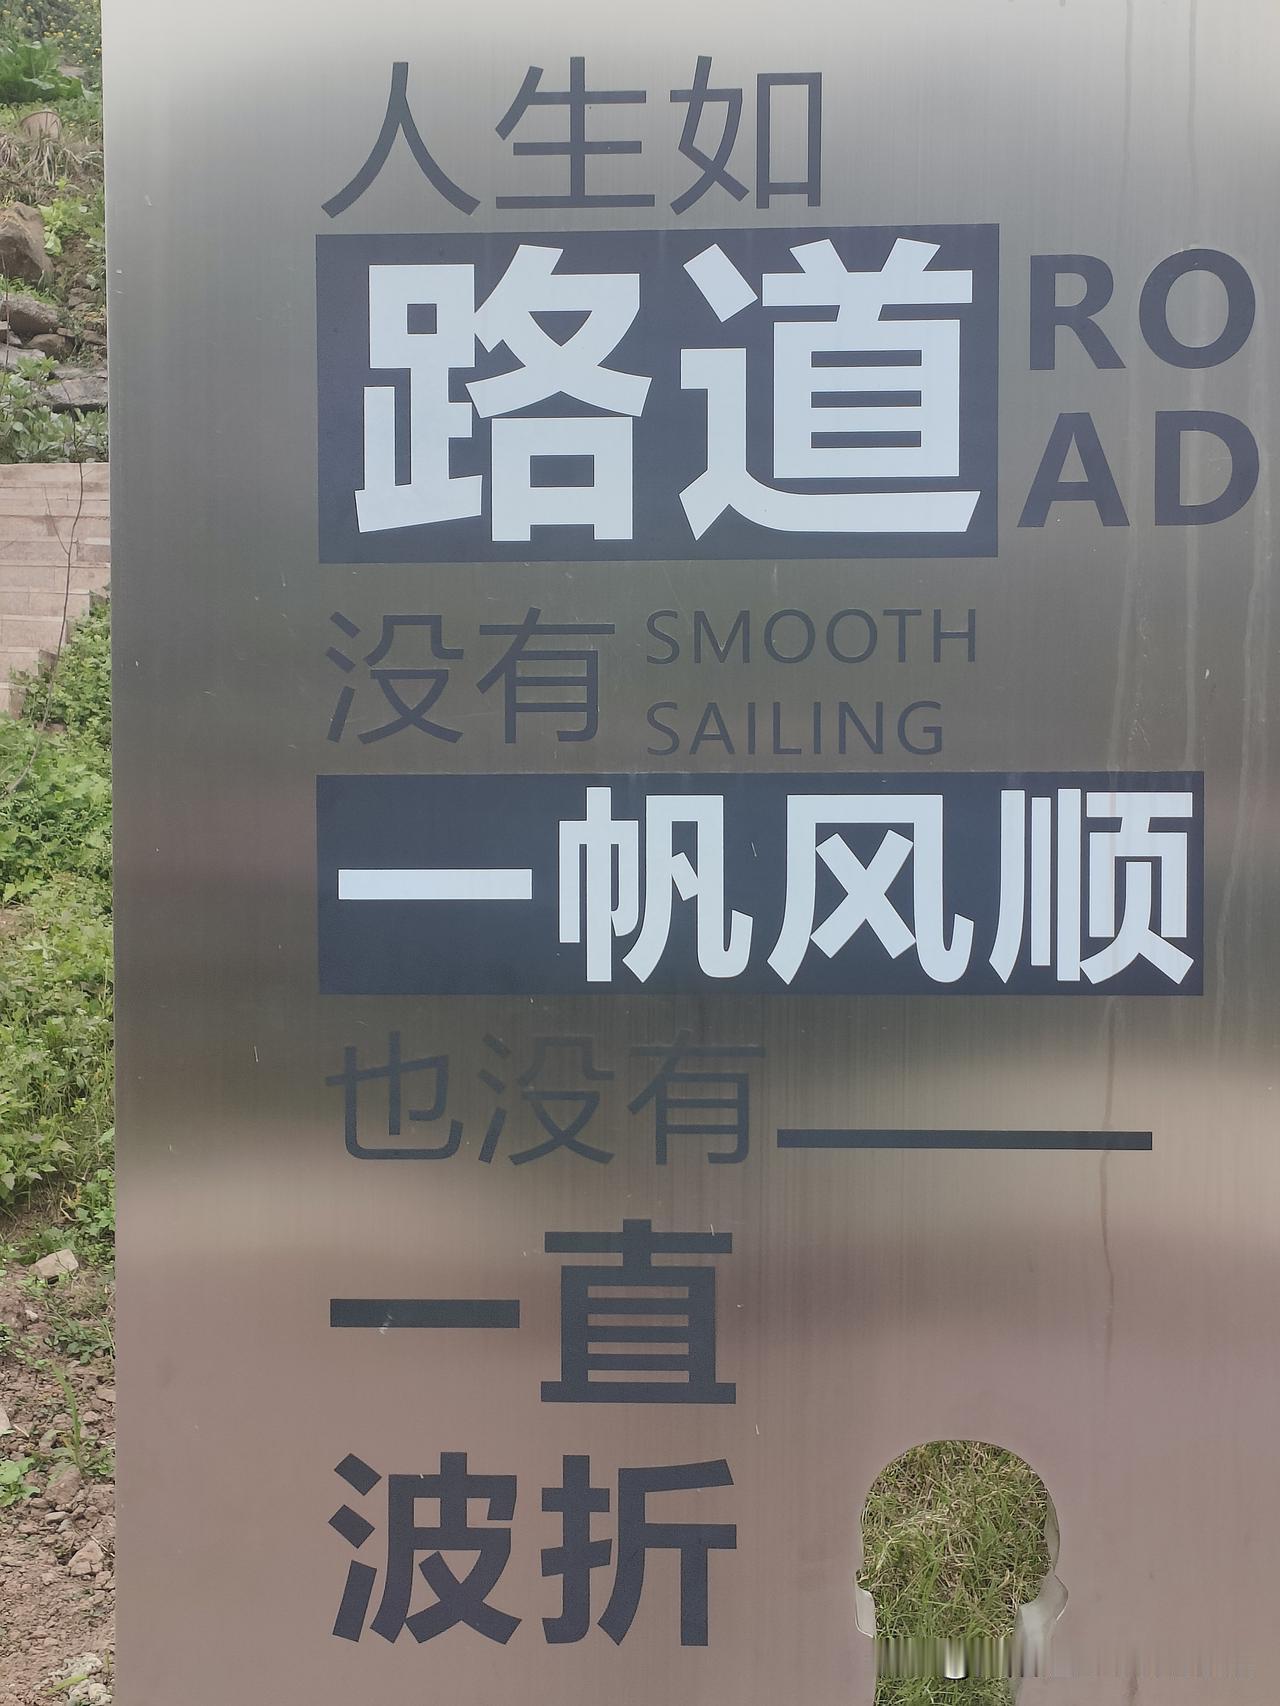 人生如
路道 RO
AD
没有 SMOOTH
SAILING
一帆风顺
也没有——
一直
波折